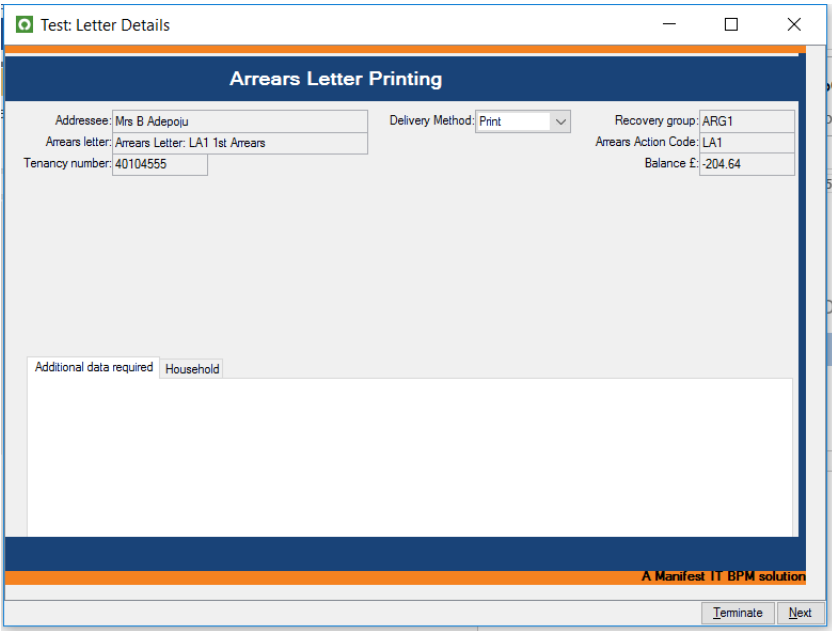 Test: Letter Details
Arrears Letter Printing
Addressee: Mrs B Adepoju Delivery Method: Print Recovery group: ARG1
Arrears letter: Arrears Letter: LA1 1st Arrears Arrears Action Code: LA1
Tenancy number: 40104555 Balance £: -204.64
Additional data required Household
A Manifest IT BPM solution
Terminate Next